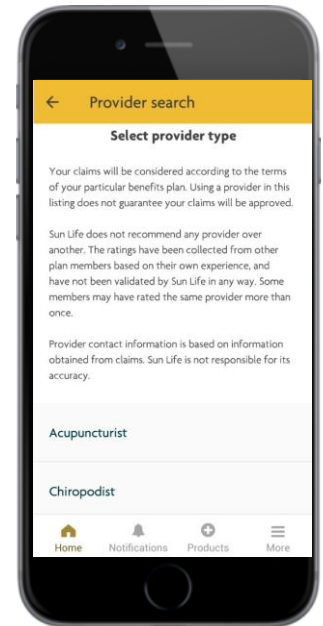 ← Provider search
Select provider type
Your claims will be considered according to the terms
of your particular benefits plan. Using a provider in this
listing does not guarantee your claims will be approved.
Sun Life does not recommend any provider over
another. The ratings have been collected from other
plan members based on their own experience, and
have not been validated by Sun Life in any way. Some
members may have rated the same provider more than
once.
Provider contact information is based on information
obtained from claims. Sun Life is not responsible for its
accuracy.
Acupuncturist
Chiropodist
Home Notifications Products More